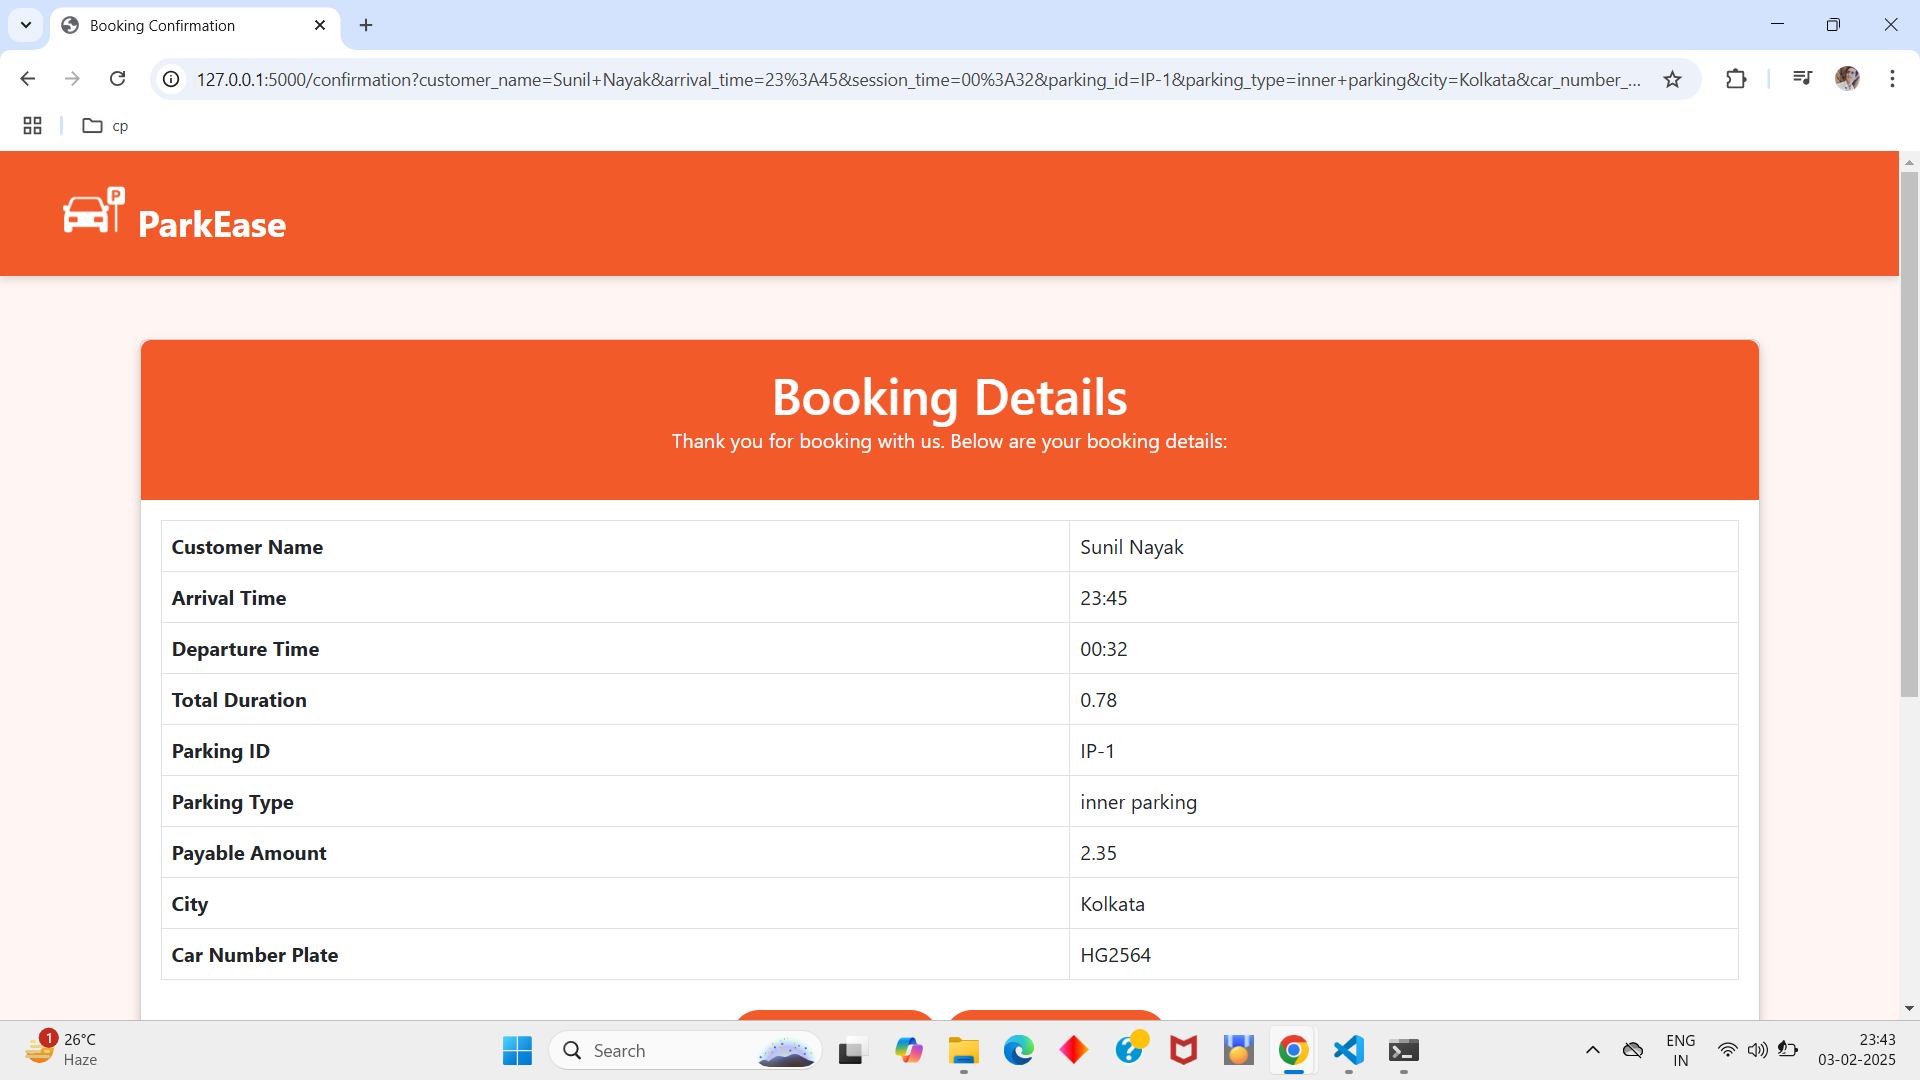 Booking Confirmation
127.0.0.1:5000/confirmation?customer_name=Sunil+Nayak&arrival_time=23%3A45&session_time=00%3A32&parking_id=IP-1&parking_type=inner+parking&city=Kolkata&car_number_...
cp
P
ParkEase
Booking Details
Thank you for booking with us. Below are your booking details:
Customer Name Sunil Nayak
Arrival Time 23:45
Departure Time 00:32
Total Duration 0.78
Parking ID IP-1
Parking Type inner parking
Payable Amount 2.35
City Kolkata
Car Number Plate HG2564
1
26°C
Haze
Search
ENG
IN
23:43
03-02-2025